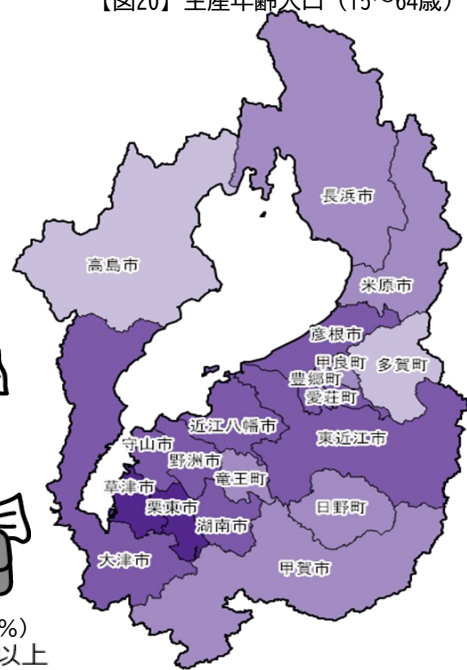 【図20】生産年齢人口（15～64歳）
長浜市
高島市
米原市
彦根市
甲良町
多賀町
豊郷町
愛荘町
近江八幡市
東近江市
守山市
野洲市
竜王町
草津市
栗東市
日野町
湖南市
大津市
甲賀市
%）
以上